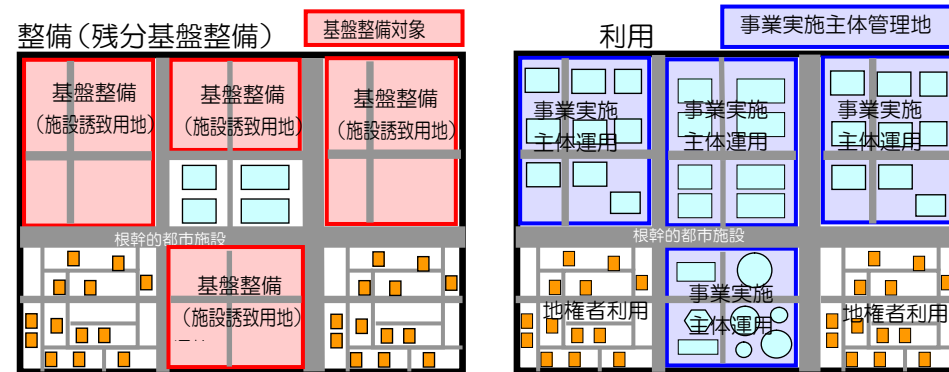 整備(残分基盤整備)
基盤整備対象
基盤整備
(施設誘致用地)
基盤整備
(施設誘致用地)
基盤整備
(施設誘致用地)
根幹的都市施設
基盤整備
(施設誘致用地)
利用
事業実施主体管理地
事業実施
主体運用
事業実施
主体運用
事業実施
主体運用
根幹的都市施設
地権者利用
事業実施
主体運用
地権者利用